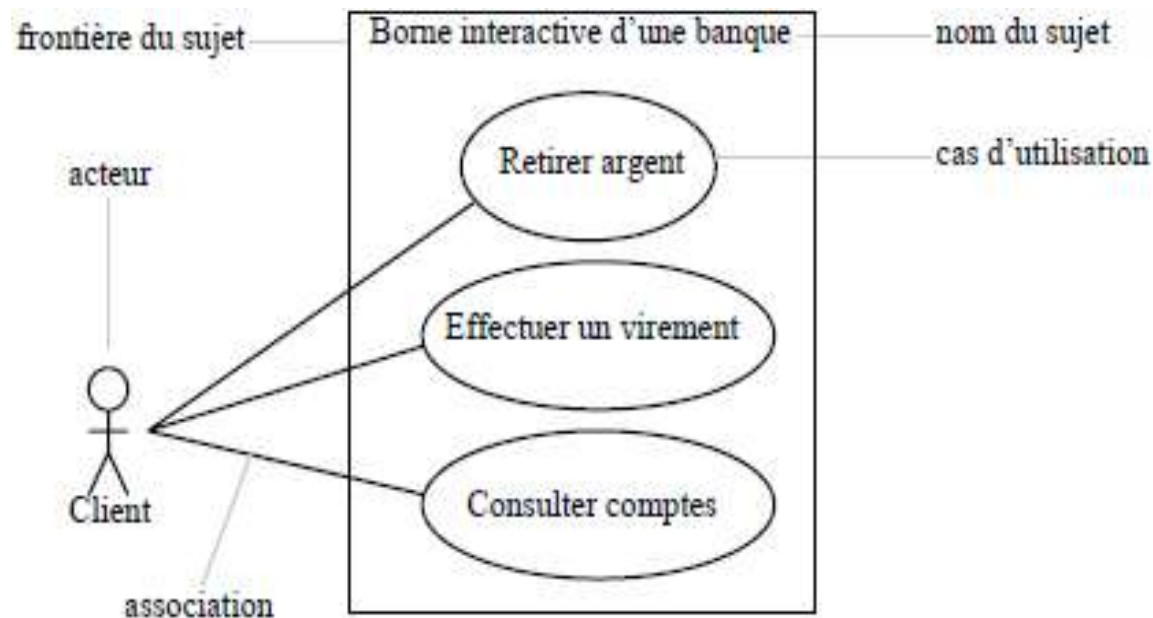 frontière du sujet
Borne interactive d'une banque
nom du sujet
Retirer argent
cas d'utilisation
acteur
Effectuer un virement
Client
Consulter comptes
association